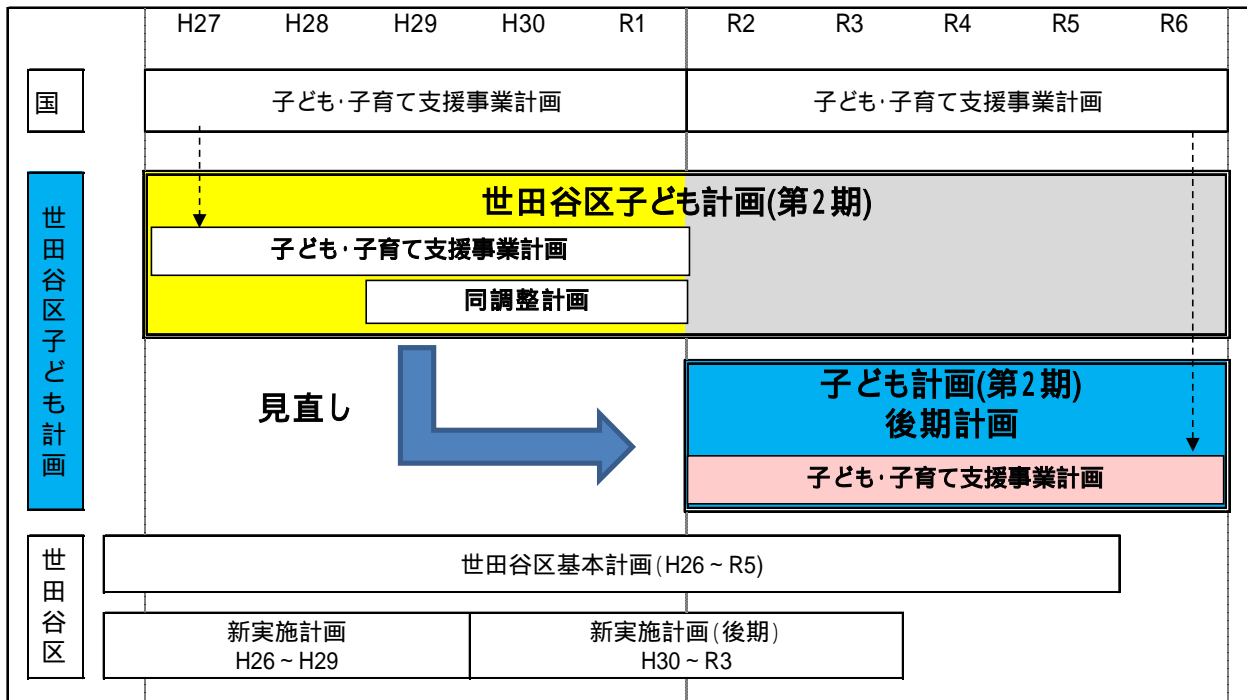 H27 H28 H29 H30 R1 R2 R3 R4 R5 R6
国
子ども・子育て支援事業計画
子ども・子育て支援事業計画
世田谷区子ども計画
世田谷区子ども計画(第2期)
子ども・子育て支援事業計画
同調整計画
見直し
子ども計画(第2期)
後期計画
子ども・子育て支援事業計画
世田谷区
世田谷区基本計画(H26~R5)
新実施計画
H26~H29
新実施計画(後期)
H30~R3